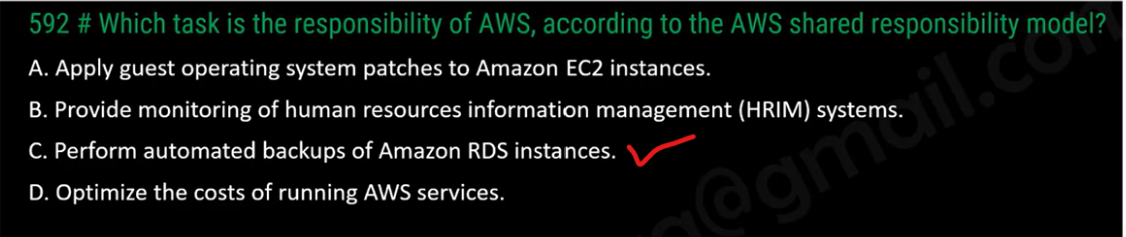 592 # Which task is the responsibility of AWS, according to the AWS shared responsibility model?
A. Apply guest operating system patches to Amazon EC2 instances.
B. Provide monitoring of human resources information management (HRIM) systems.
C. Perform automated backups of Amazon RDS instances.
D. Optimize the costs of running AWS services.
@gmail.com